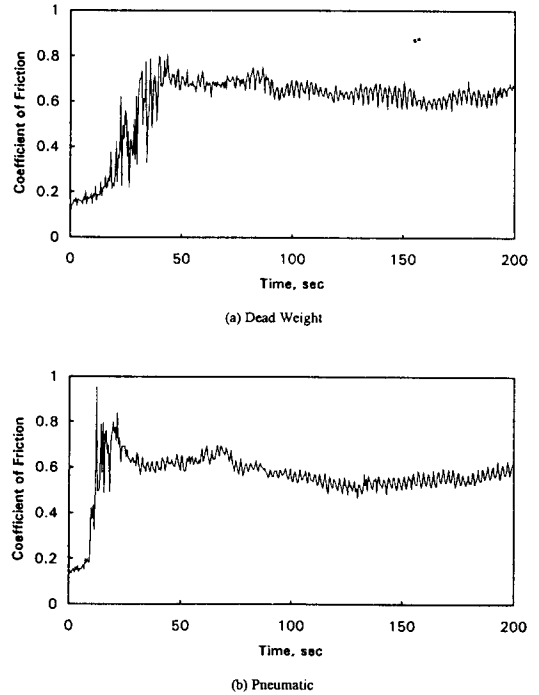 1
0.8
0.6
0.4
0.2
0
Coefficient of Friction
0 50 100 150 200
Time, sec
(a) Dead Weight
1
0.8
0.6
0.4
0.2
0
Coefficient of Friction
0 50 100 150 200
Time, sec
(b) Pneumatic